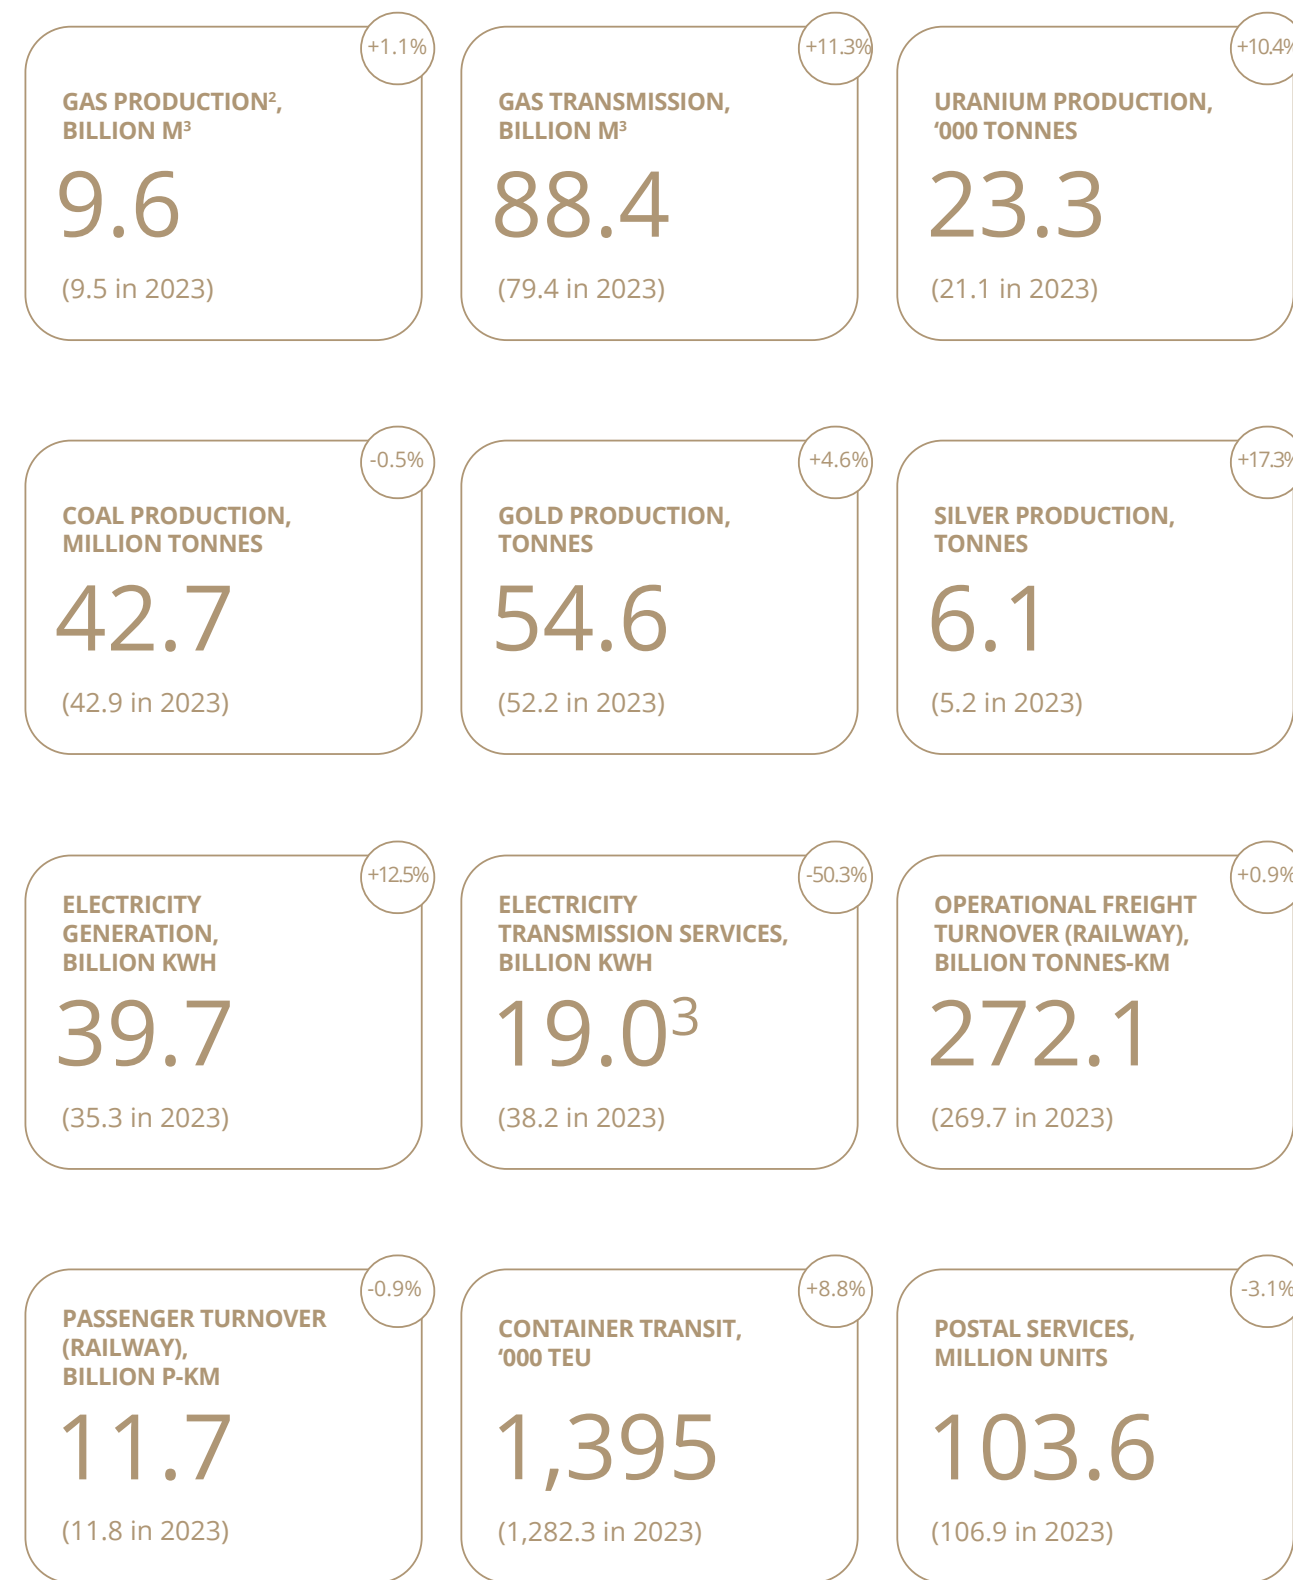 +1.1%
GAS PRODUCTION²,
BILLION M³
9.6
(9.5 in 2023)
+11.3%
GAS TRANSMISSION,
BILLION M³
88.4
(79.4 in 2023)
+10.4%
URANIUM PRODUCTION,
‘000 TONNES
23.3
(21.1 in 2023)
-0.5%
COAL PRODUCTION,
MILLION TONNES
42.7
(42.9 in 2023)
+4.6%
GOLD PRODUCTION,
TONNES
54.6
(52.2 in 2023)
+17.3%
SILVER PRODUCTION,
TONNES
6.1
(5.2 in 2023)
+12.5%
ELECTRICITY
GENERATION,
BILLION KWH
39.7
(35.3 in 2023)
-50.3%
ELECTRICITY
TRANSMISSION SERVICES,
BILLION KWH
19.0³
(38.2 in 2023)
+0.9%
OPERATIONAL FREIGHT
TURNOVER (RAILWAY),
BILLION TONNES-KM
272.1
(269.7 in 2023)
-0.9%
PASSENGER TURNOVER
(RAILWAY),
BILLION P-KM
11.7
(11.8 in 2023)
+8.8%
CONTAINER TRANSIT,
‘000 TEU
1,395
(1,282.3 in 2023)
-3.1%
POSTAL SERVICES,
MILLION UNITS
103.6
(106.9 in 2023)